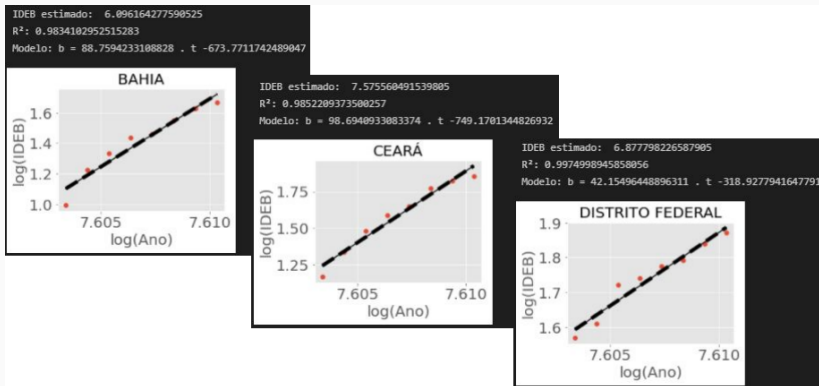 IDEB estimado: 6.096164277590525
R²: 0.9834102952515283
Modelo: b = 88.7594233108828 . t -673.7711742489047
BAHIA
1.6
1.4
1.2
1.0
log(IDEB)
7.605
7.610
log(Ano)
IDEB estimado: 7.575560491539805
R²: 0.9852209373500257
Modelo: b = 98.6940933083374 . t -749.1701344826932
CEARÁ
1.75
1.50
1.25
log(IDEB)
7.605
7.610
log(Ano)
IDEB estimado: 6.877798226587905
R²: 0.9974998945858056
Modelo: b = 42.15496448896311 . t -318.9277941647791
DISTRITO FEDERAL
1.9
1.8
1.7
1.6
log(IDEB)
7.605
7.610
log(Ano)